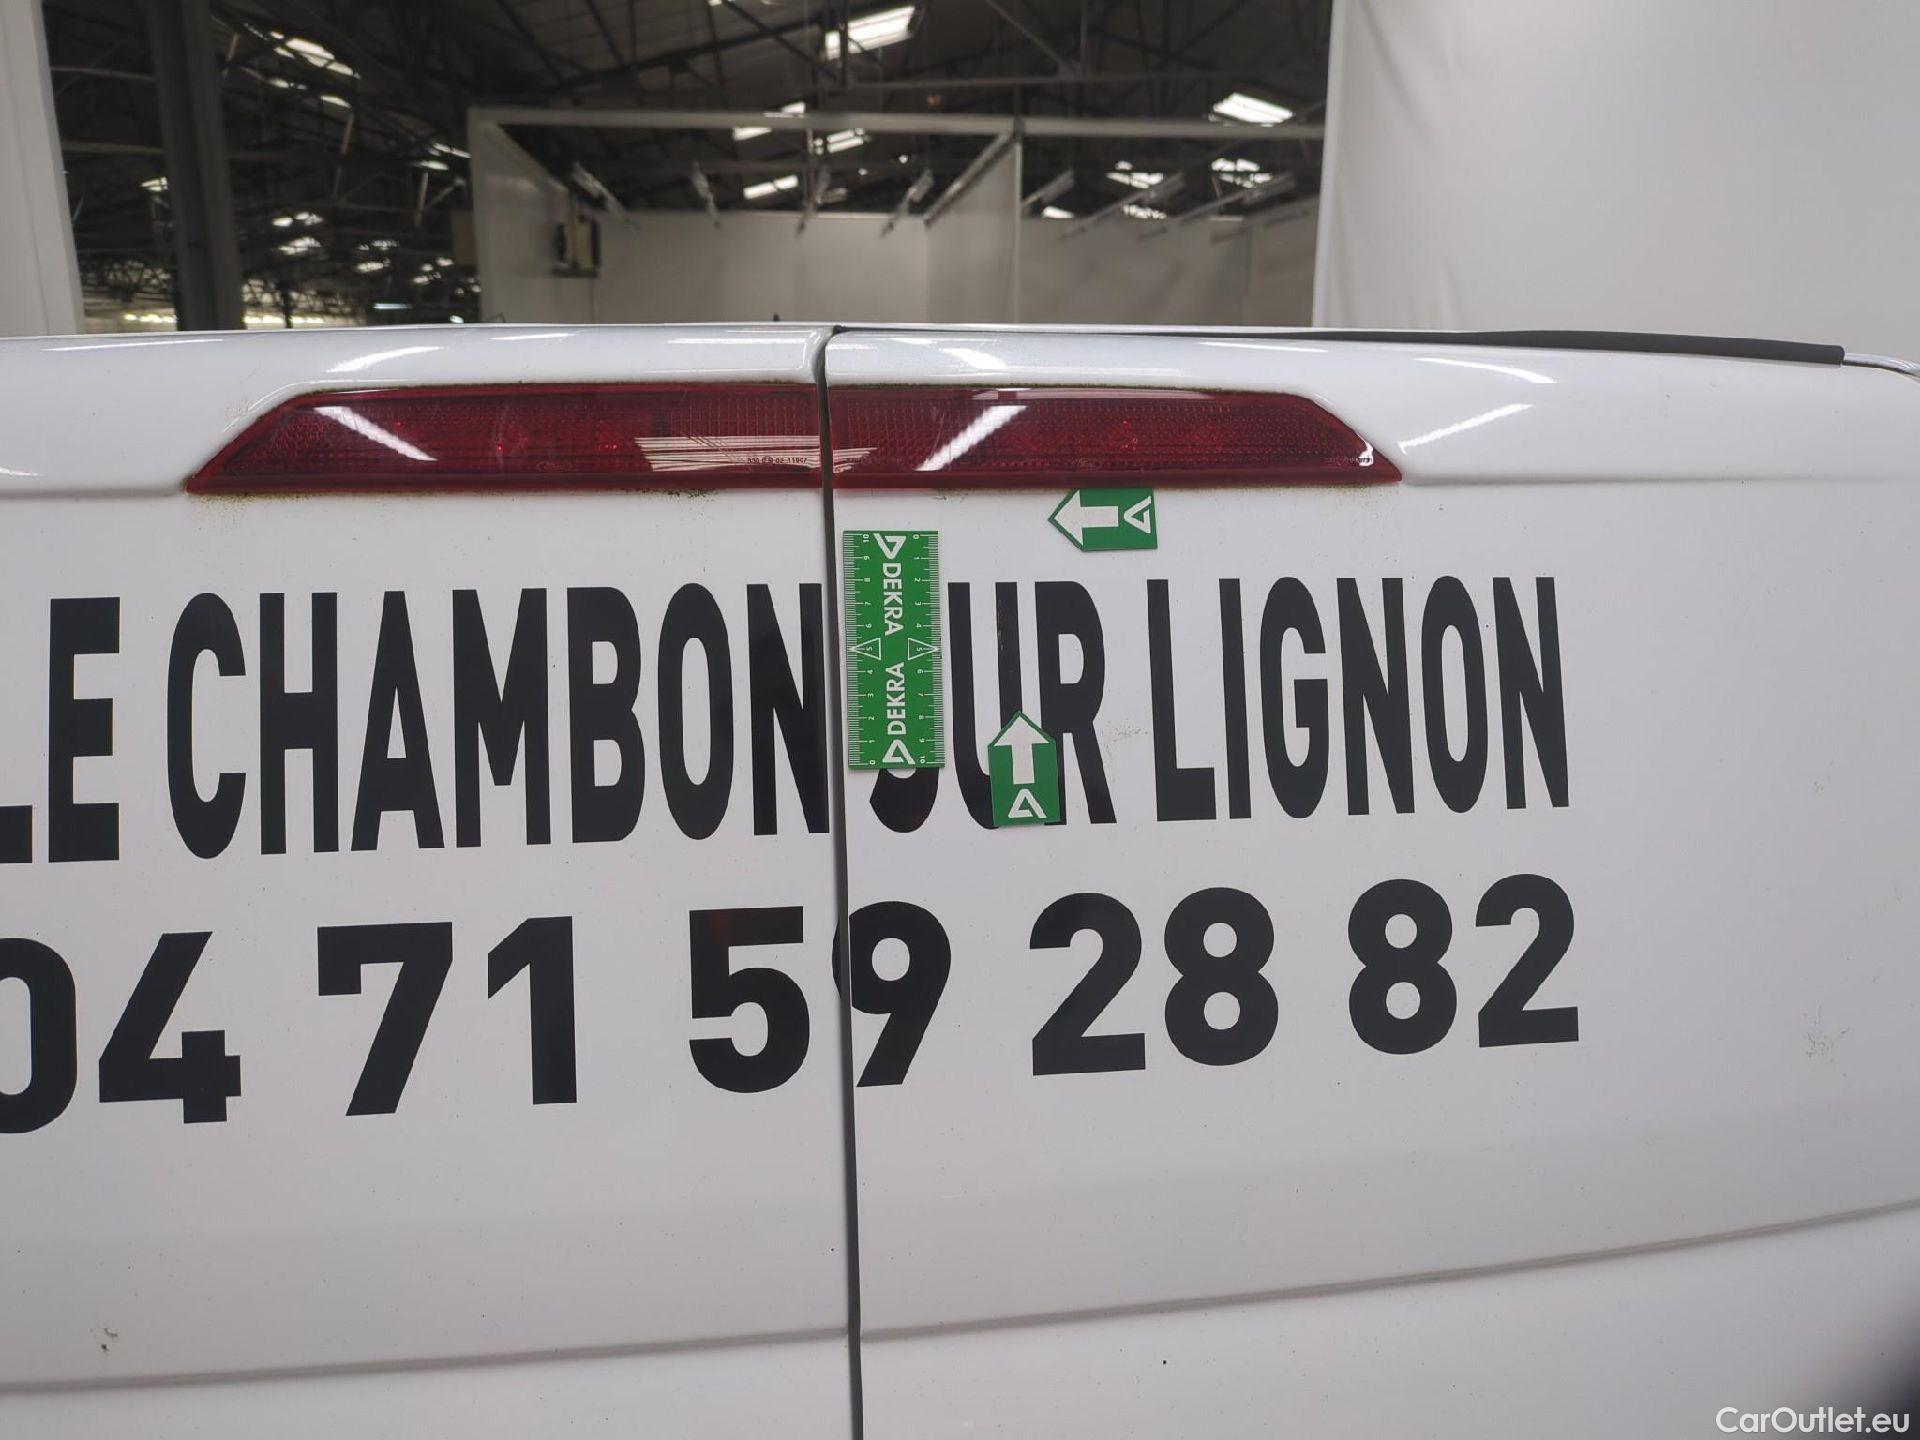 DEKRA DEKRA
LE CHAMBON SUR LIGNON
04 71 59 28 82
CarOutlet.eu